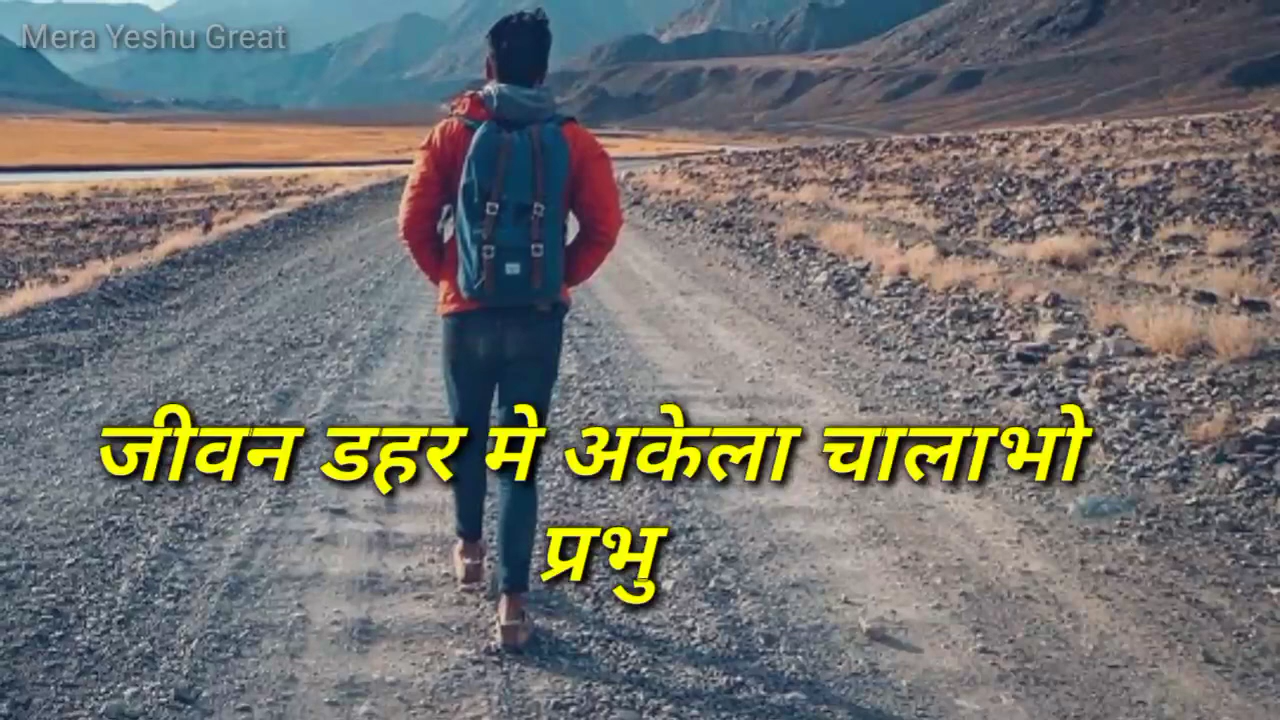 Mera Yeshu Great
जीवन डहर मे अकेला चालाभो
प्रभु